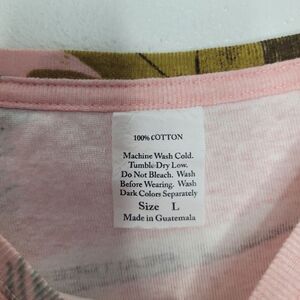 100% COTTON
Machine Wash Cold.
Tumble Dry Low.
Do Not Bleach. Wash
Before Wearing. Wash
Dark Colors Separately
Size L
Made in Guatemala